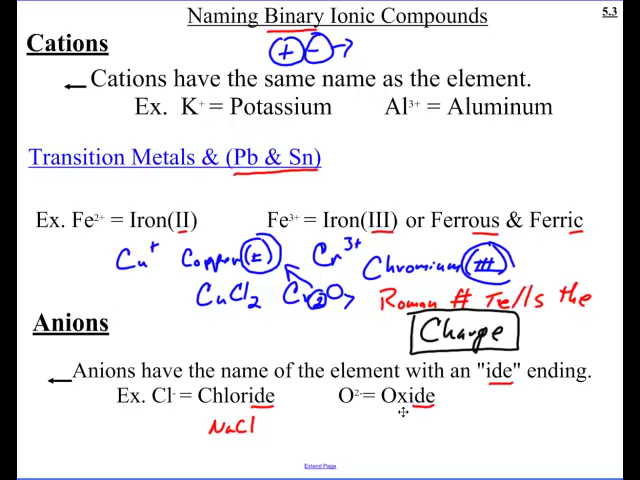 Naming Binary Ionic Compounds
5.3
Cations
+ − →
← Cations have the same name as the element.
Ex. K⁺ = Potassium Al³⁺ = Aluminum
Transition Metals & (Pb & Sn)
Ex. Fe²⁺ = Iron(II) Fe³⁺ = Iron(III) or Ferrous & Ferric
Cu⁺ Copper(I) Cr³⁺ Chromium(III)
CuCl₂ Cr₂O₃ Roman # Tells the
Charge
Anions
← Anions have the name of the element with an "ide" ending.
Ex. Cl⁻ = Chloride O²⁻= Oxide
NaCl
Extend Page